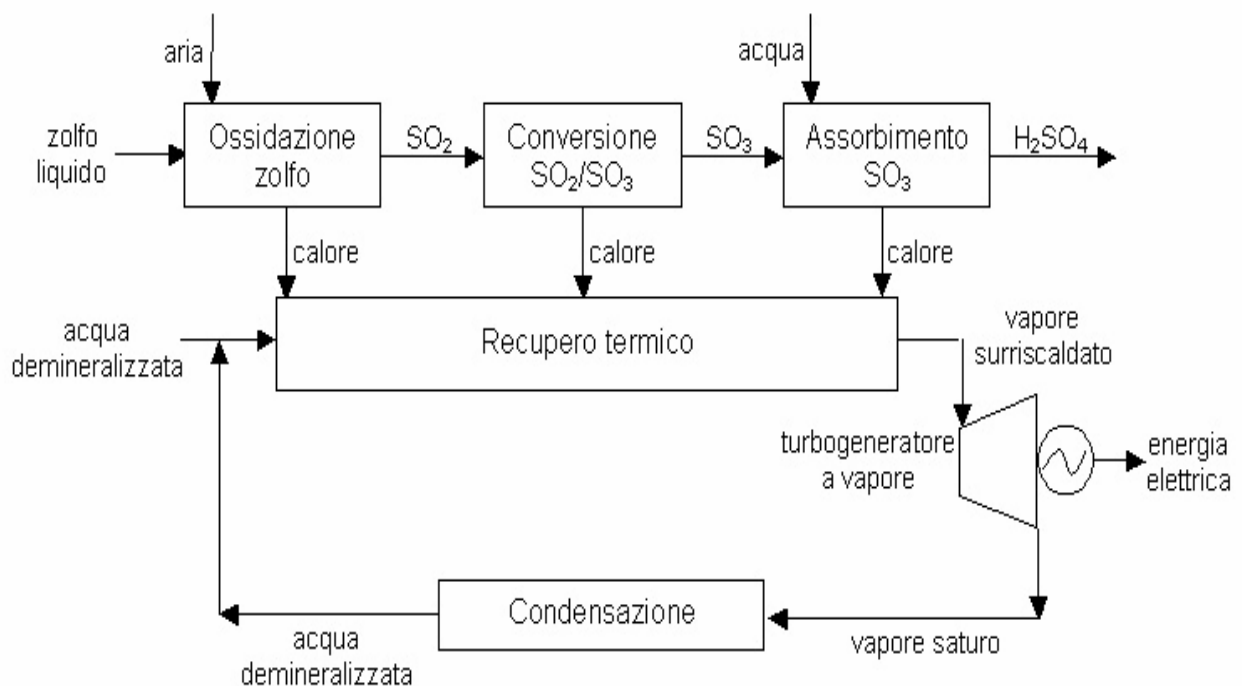 aria
acqua
zolfo
liquido
Ossidazione
zolfo
SO₂
Conversione
SO₂/SO₃
SO₃
Assorbimento
SO₃
H₂SO₄
calore
calore
calore
acqua
demineralizzata
Recupero termico
vapore
surriscaldato
turbogeneratore
a vapore
energia
elettrica
Condensazione
acqua
demineralizzata
vapore saturo